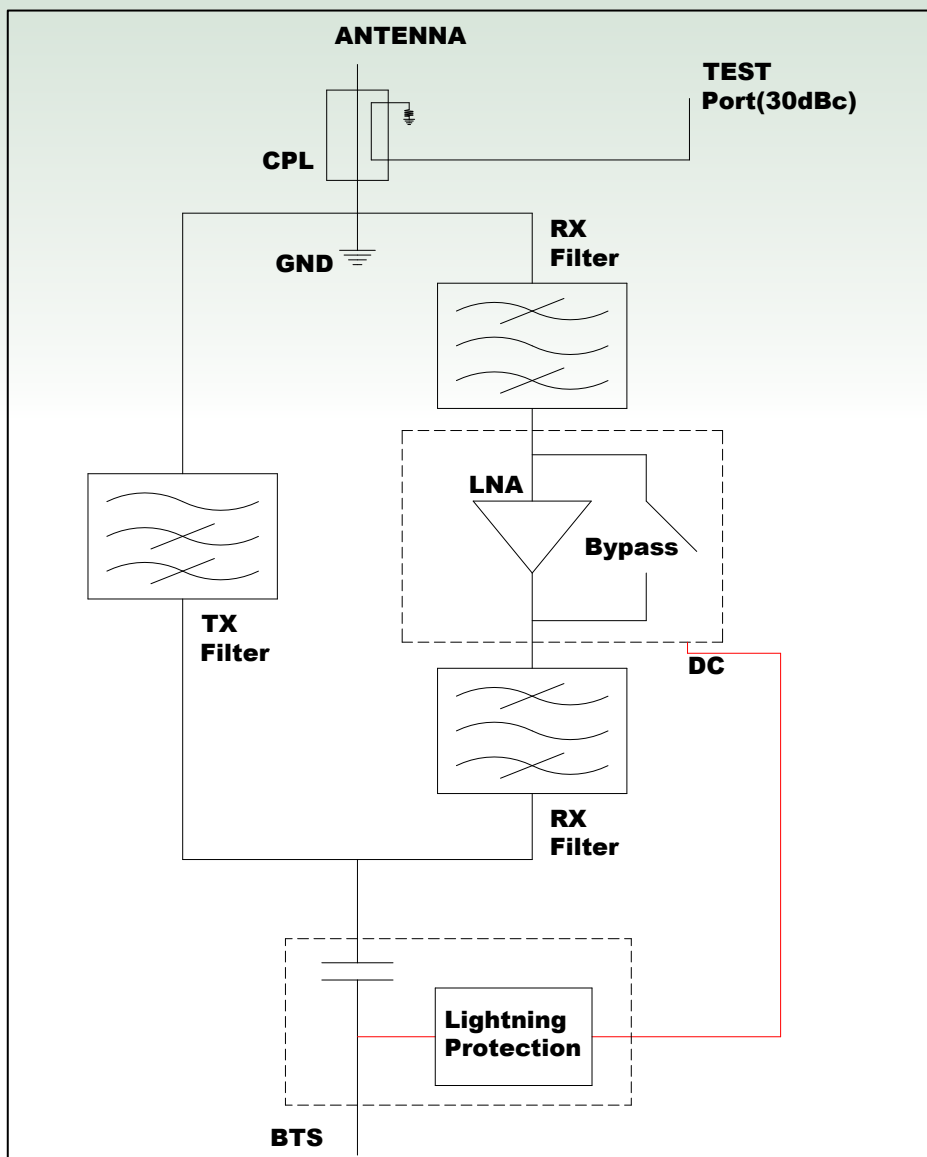 ANTENNA
TEST
Port(30dBc)
CPL
RX
Filter
GND
LNA
Bypass
TX
Filter
DC
RX
Filter
Lightning
Protection
BTS